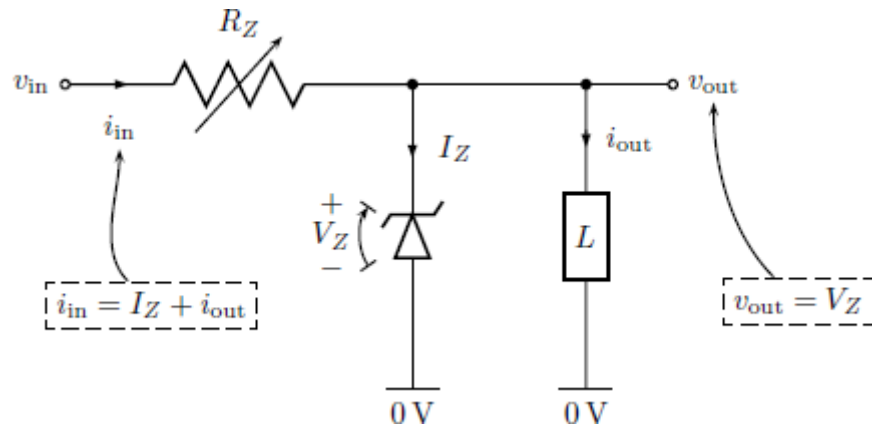 R_Z
v_in
v_out
i_in
I_Z
i_out
+
V_Z
−
L
i_in = I_Z + i_out
v_out = V_Z
0 V
0 V